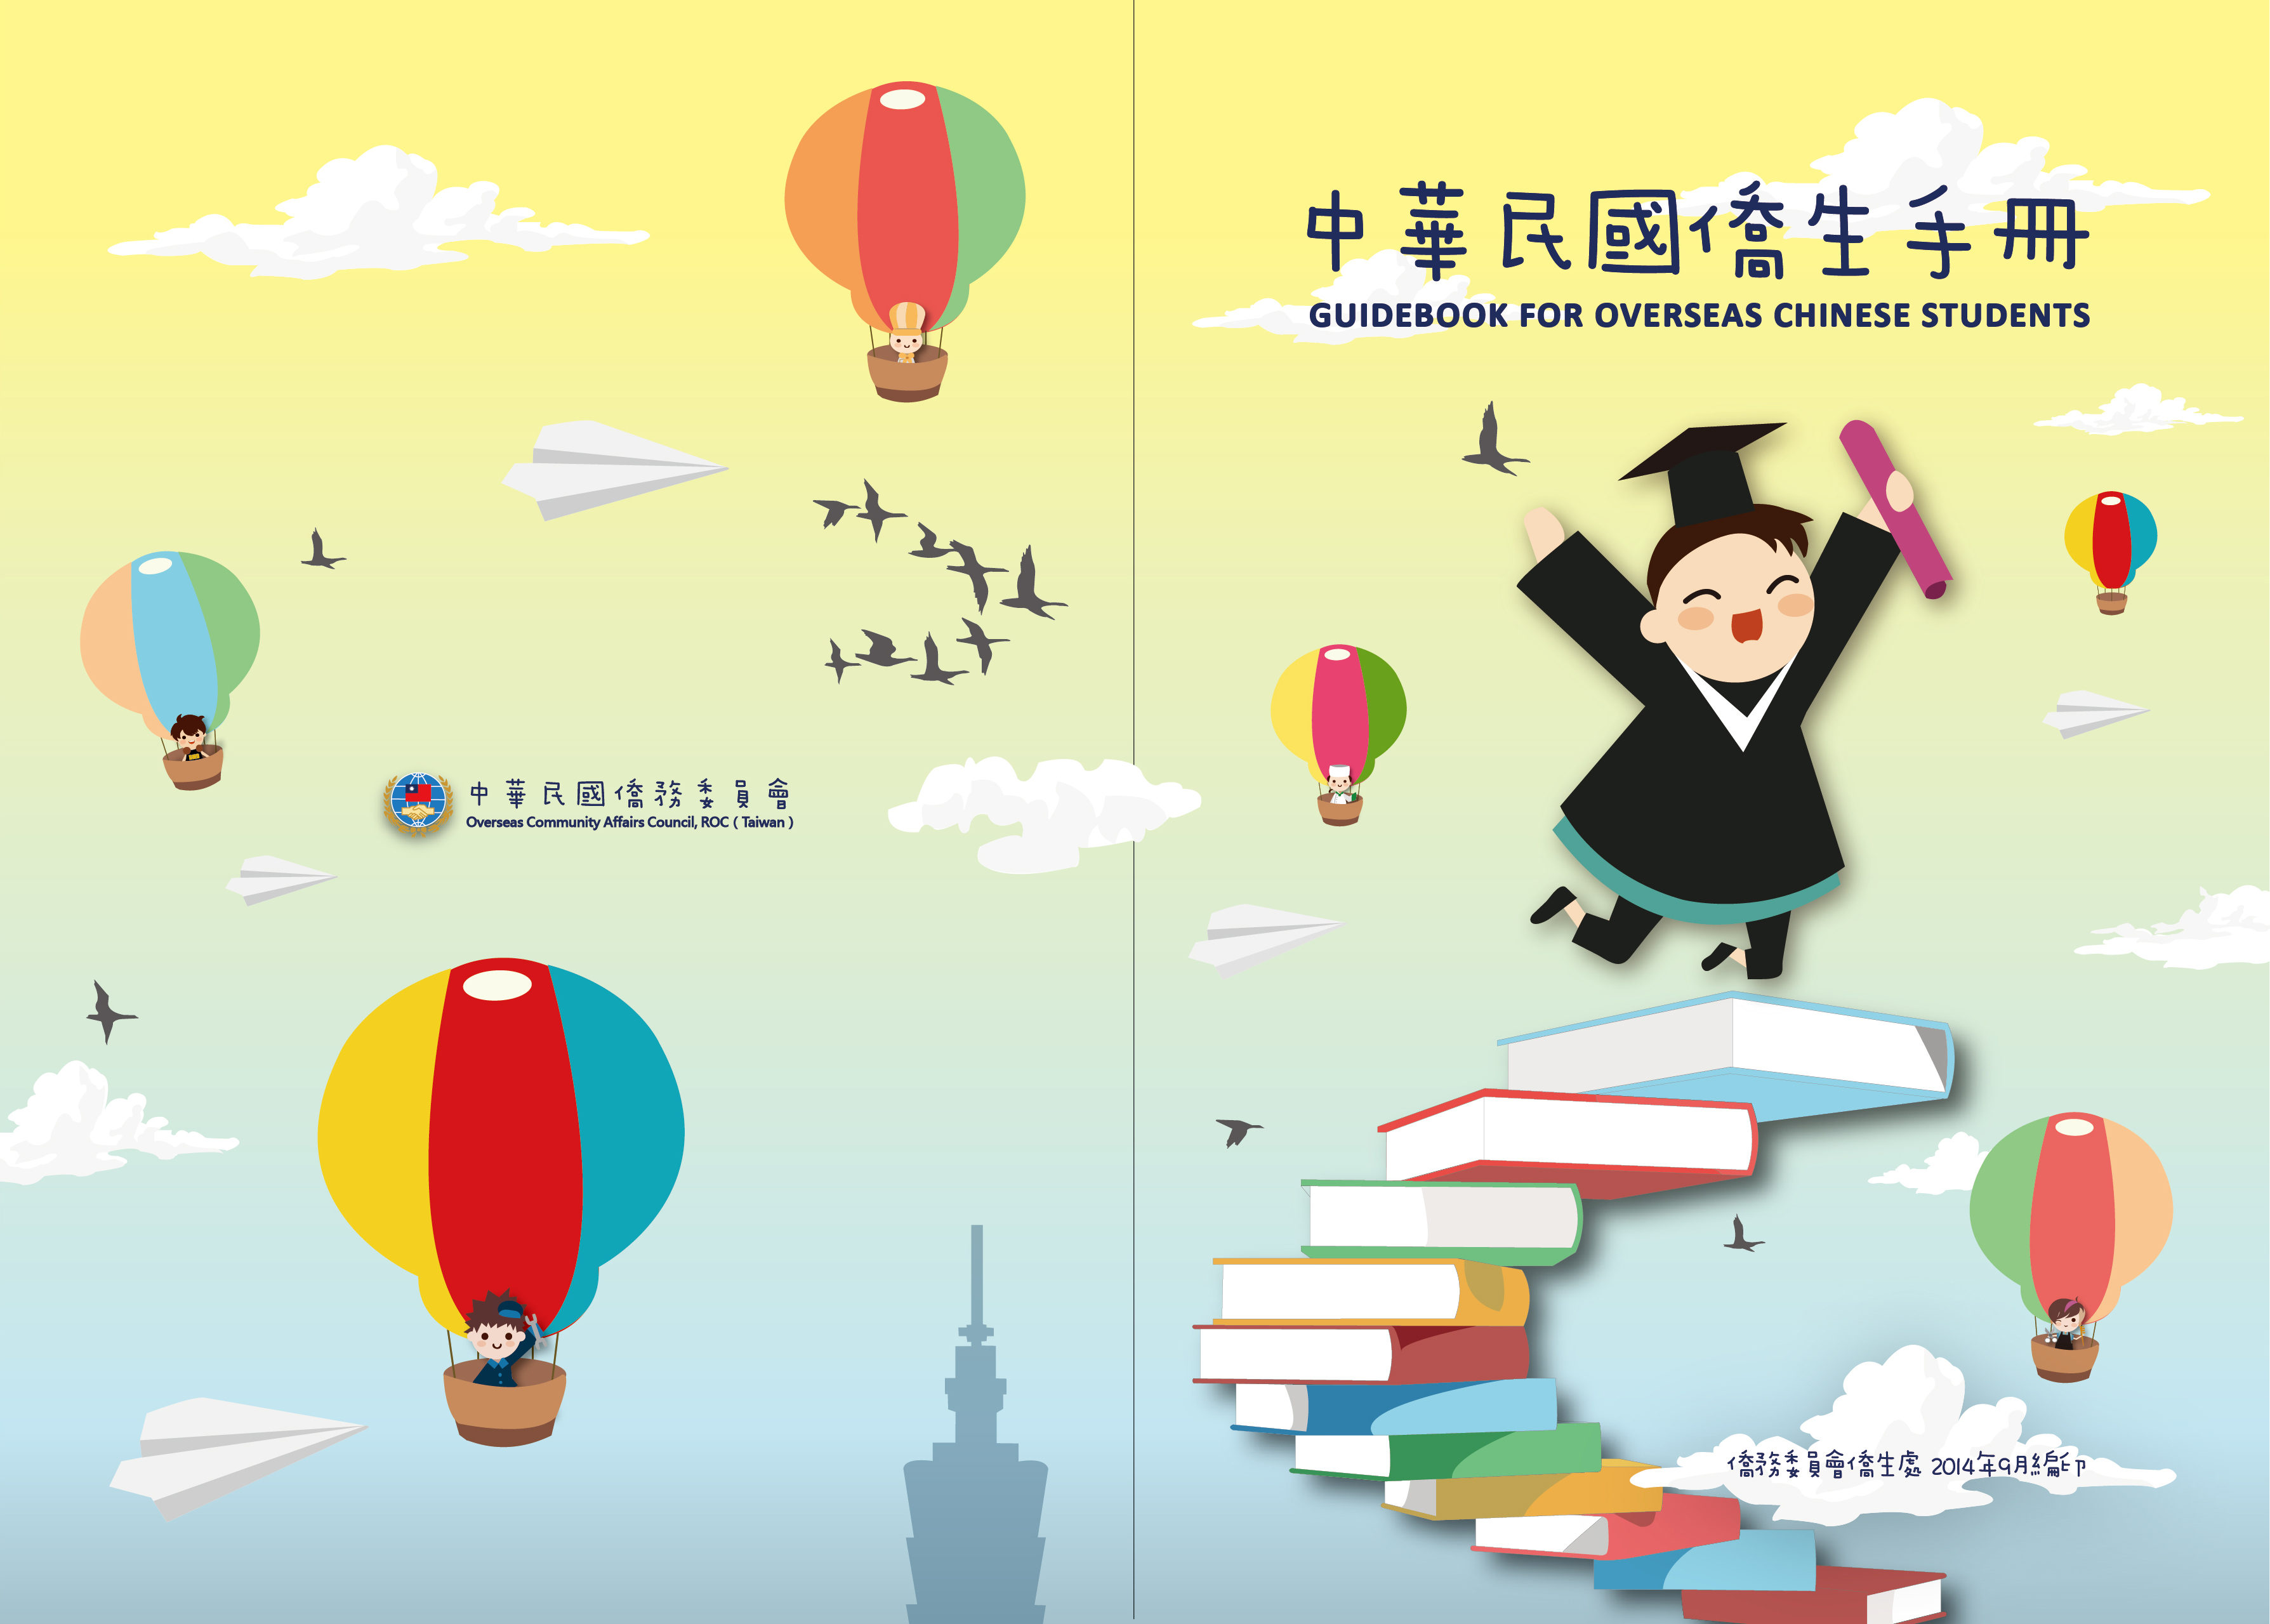 中華民國僑生手冊
GUIDEBOOK FOR OVERSEAS CHINESE STUDENTS
中華民國僑務委員會
Overseas Community Affairs Council, ROC ( Taiwan )
僑務委員會僑生處 2014年9月編印